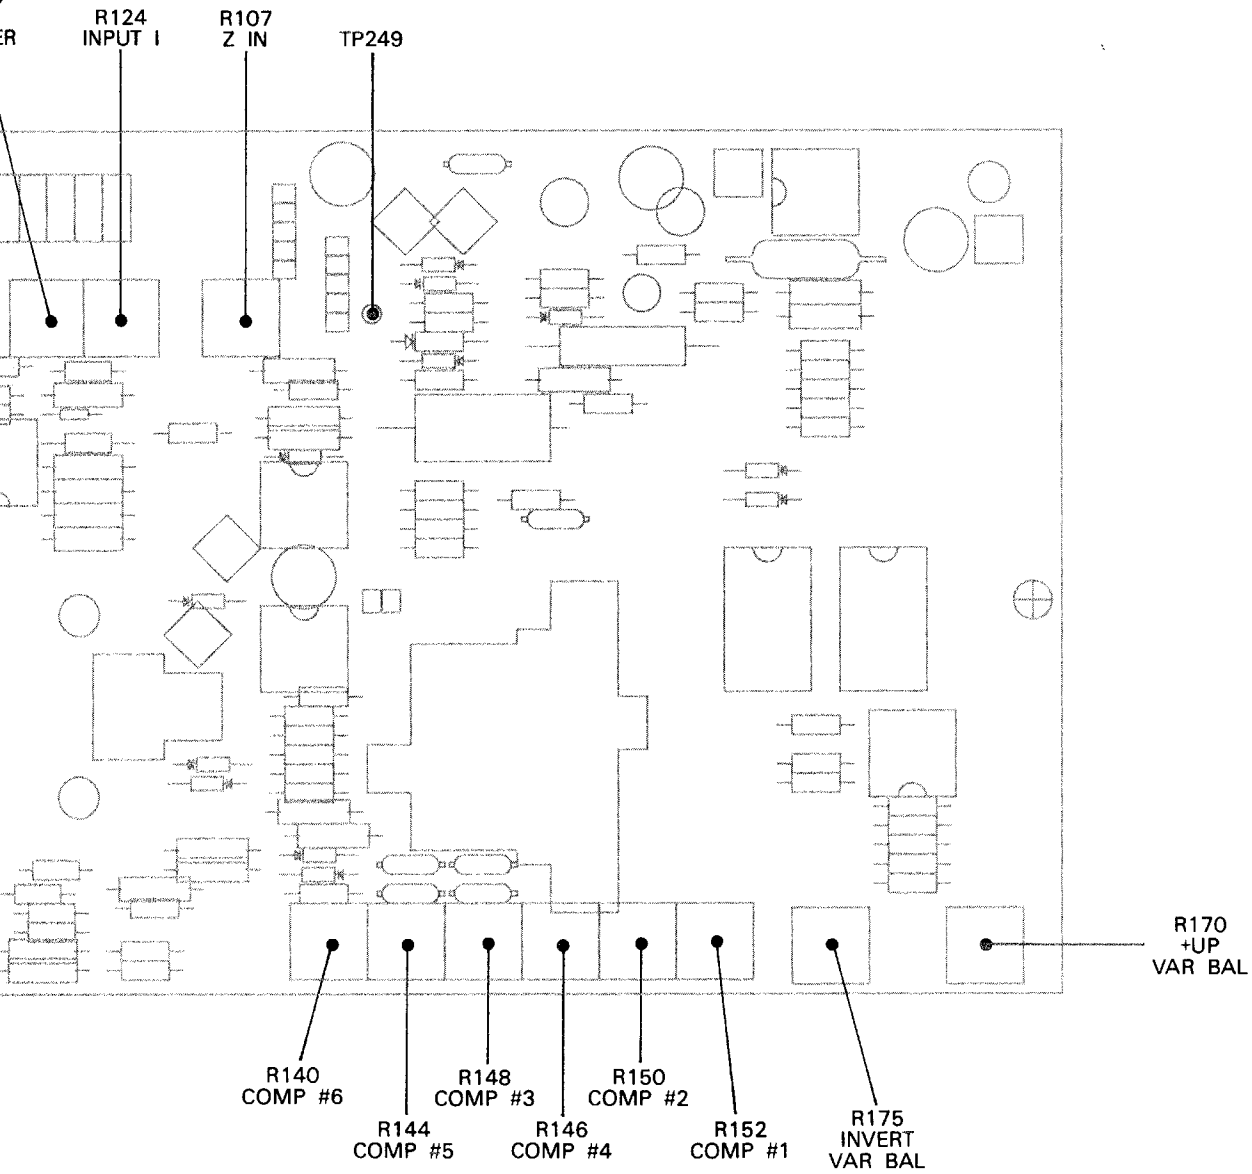 ER
R124
INPUT I
R107
Z IN
TP249
R170
+UP
VAR BAL
R140
COMP #6
R144
COMP #5
R148
COMP #3
R146
COMP #4
R150
COMP #2
R152
COMP #1
R175
INVERT
VAR BAL